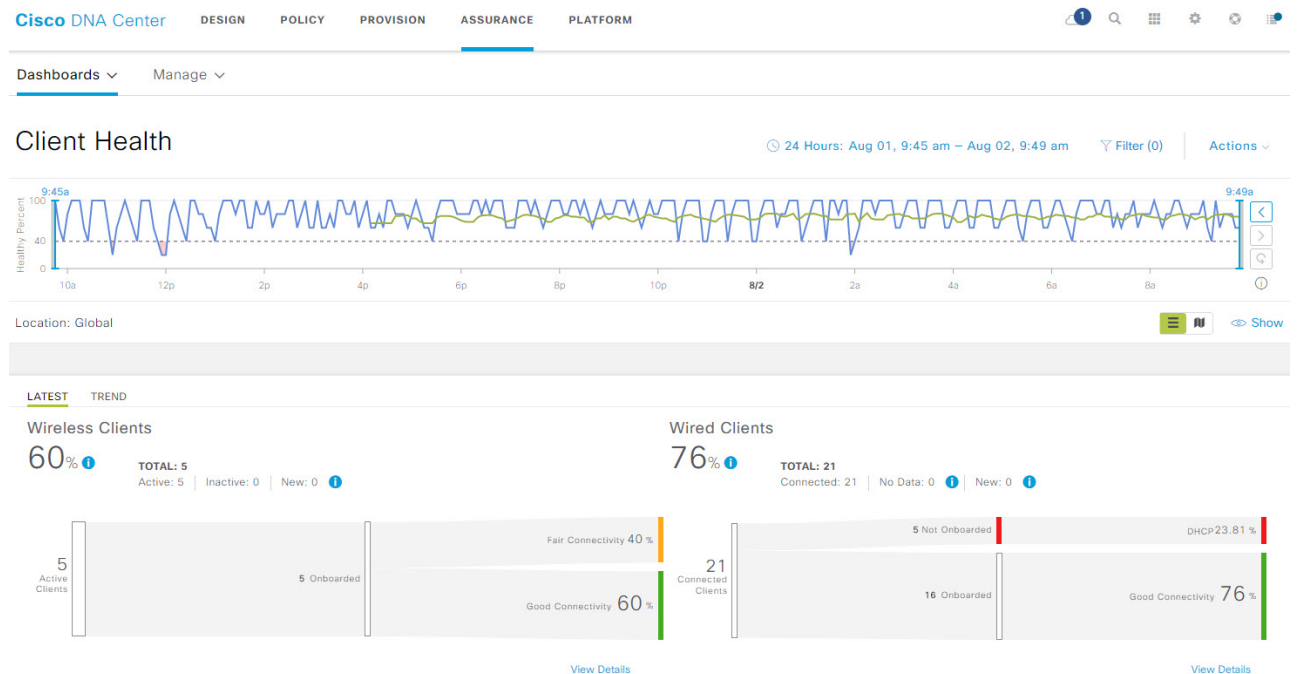 Cisco DNA Center DESIGN POLICY PROVISION ASSURANCE PLATFORM 1
Dashboards Manage
Client Health
24 Hours: Aug 01, 9:45 am – Aug 02, 9:49 am Filter (0) Actions
9:45a 9:49a
Healthy Percent
100
40
0
10a 12p 2p 4p 6p 8p 10p 8/2 2a 4a 6a 8a
Location: Global Show
LATEST TREND
Wireless Clients
60%
TOTAL: 5
Active: 5 Inactive: 0 New: 0
5
Active
Clients
5 Onboarded
Fair Connectivity 40 %
Good Connectivity 60 %
View Details
Wired Clients
76%
TOTAL: 21
Connected: 21 No Data: 0 New: 0
21
Connected
Clients
5 Not Onboarded
DHCP 23.81 %
16 Onboarded
Good Connectivity 76 %
View Details